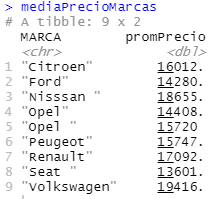 > mediaPrecioMarcas
# A tibble: 9 x 2
MARCA promPrecio
<chr> <dbl>
1 "Citroen" 16012.
2 "Ford" 14280.
3 "Nisssan " 18655.
4 "Opel" 14408.
5 "Opel " 15720
6 "Peugeot" 15747.
7 "Renault" 17092.
8 "Seat " 13601.
9 "Volkswagen" 19416.